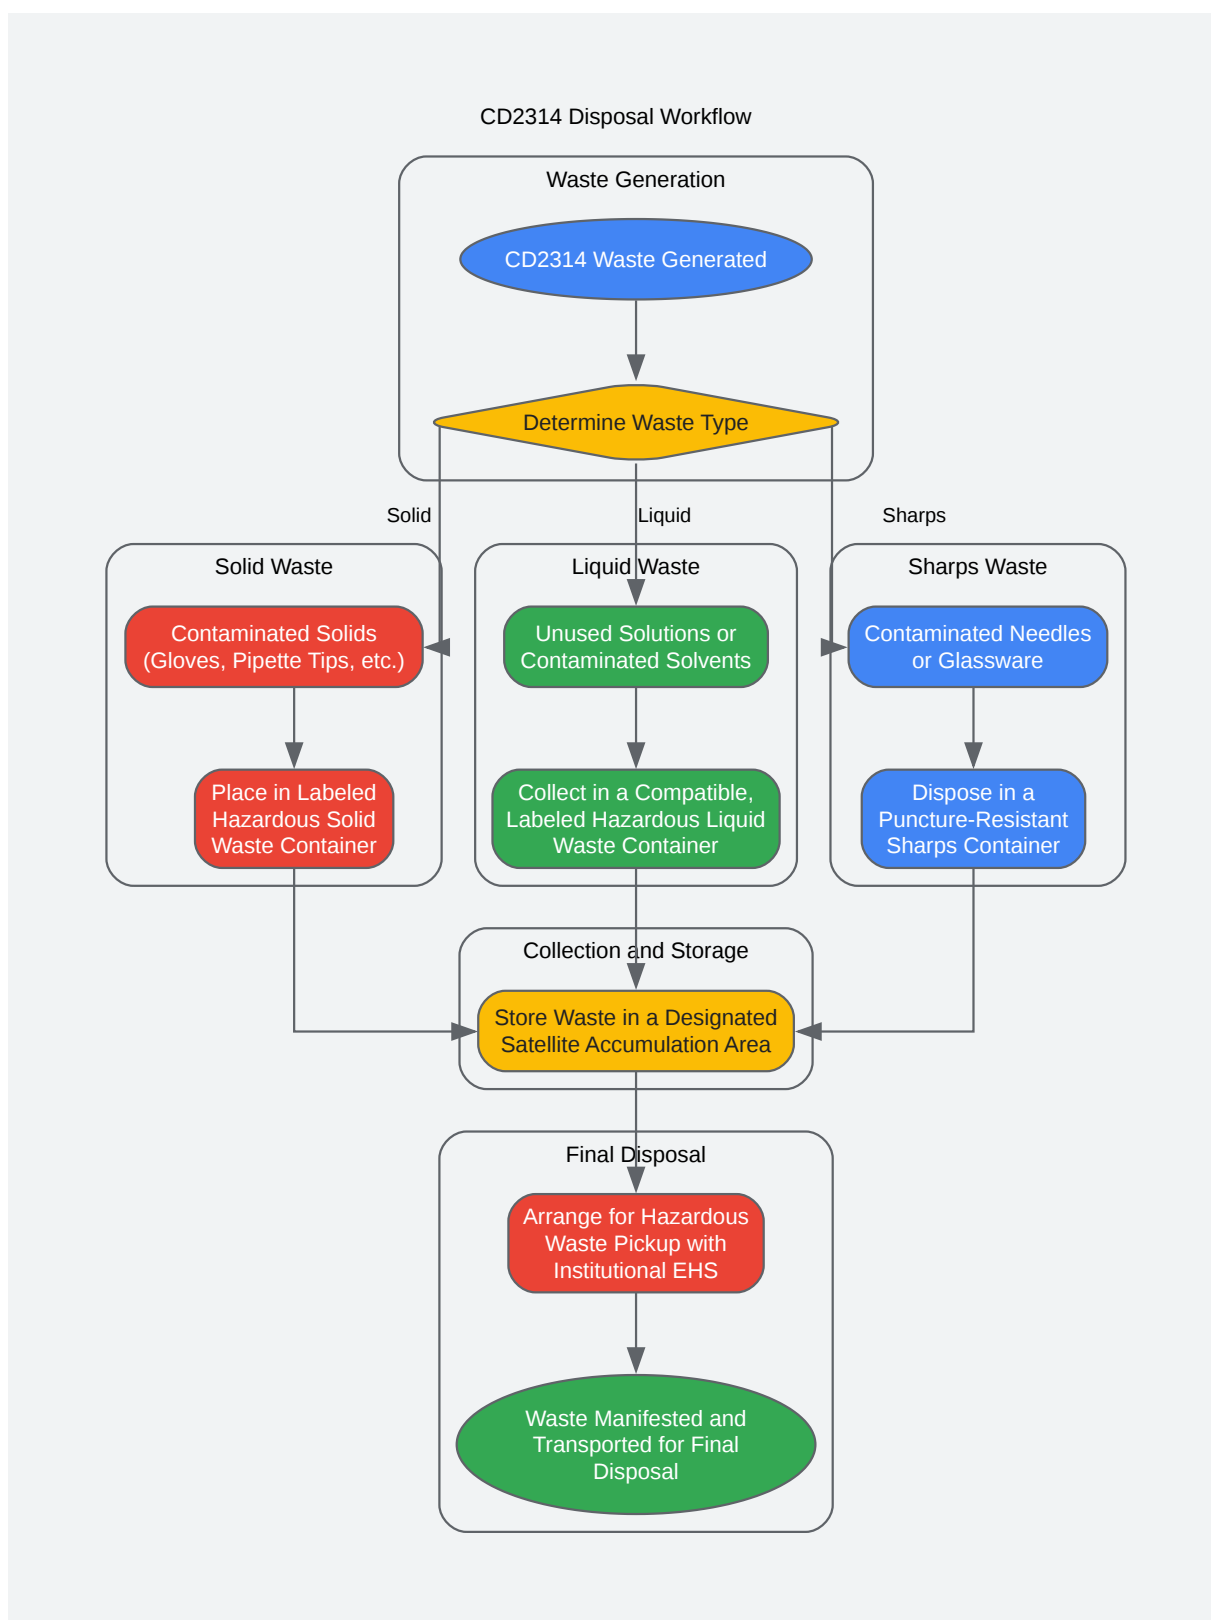 CD2314 Disposal Workflow
Waste Generation
CD2314 Waste Generated
Determine Waste Type
Solid
Liquid
Sharps
Solid Waste
Contaminated Solids
(Gloves, Pipette Tips, etc.)
Place in Labeled
Hazardous Solid
Waste Container
Liquid Waste
Unused Solutions or
Contaminated Solvents
Collect in a Compatible,
Labeled Hazardous Liquid
Waste Container
Sharps Waste
Contaminated Needles
or Glassware
Dispose in a
Puncture-Resistant
Sharps Container
Collection and Storage
Store Waste in a Designated
Satellite Accumulation Area
Final Disposal
Arrange for Hazardous
Waste Pickup with
Institutional EHS
Waste Manifested and
Transported for Final
Disposal